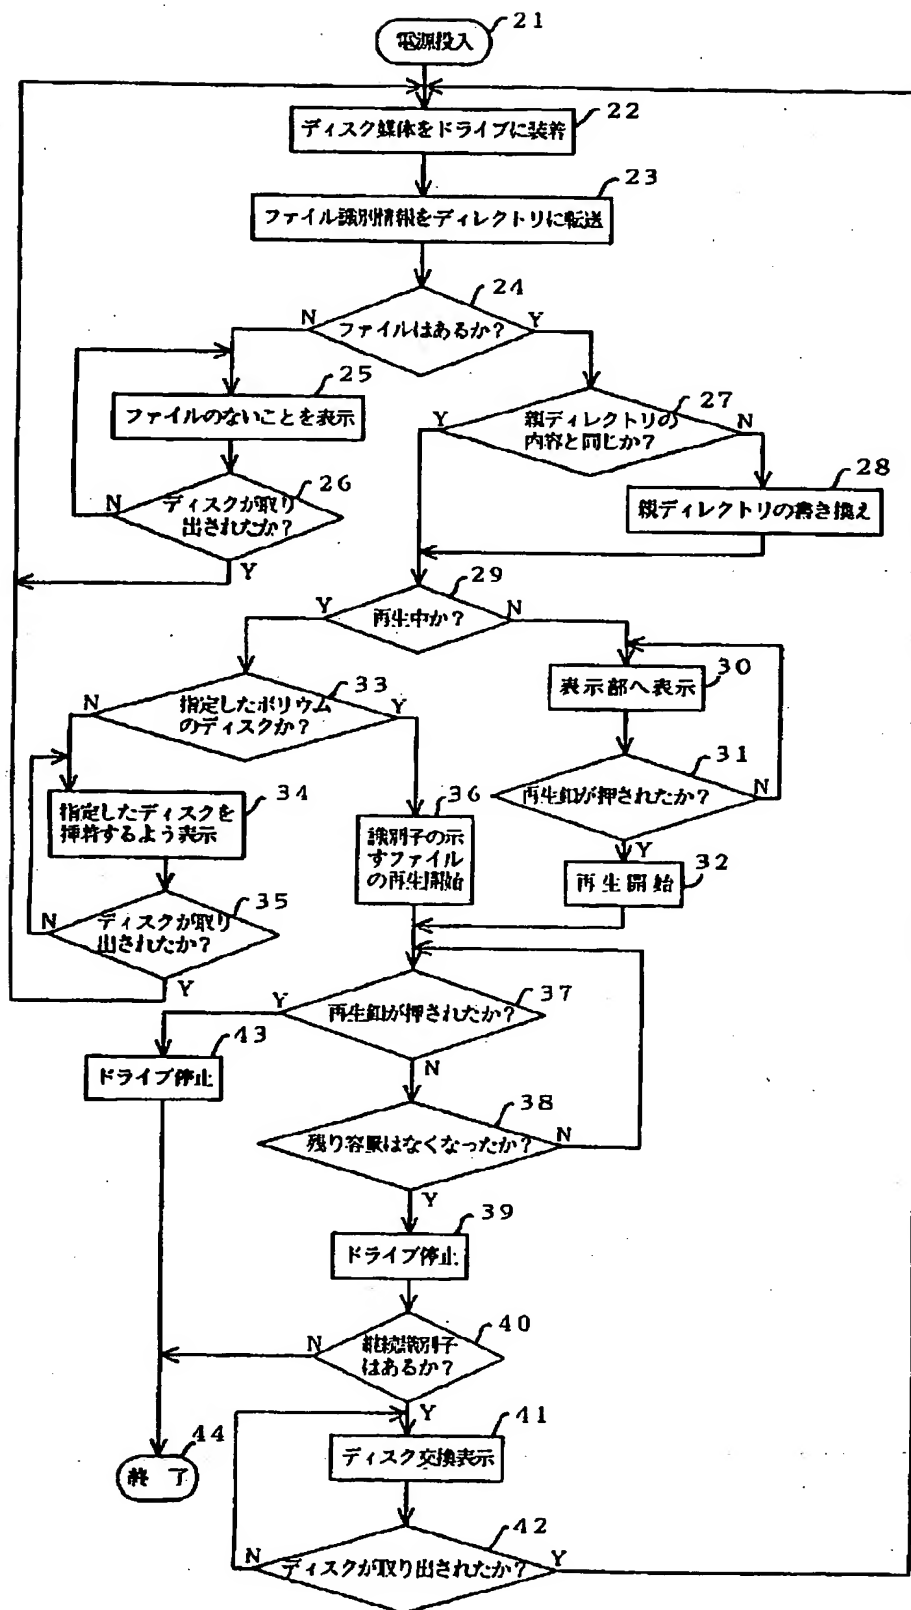 21
電源投入
22
ディスク媒体をドライブに装着
23
ファイル識別情報をディレクトリに転送
24
N
ファイルはあるか?
Y
25
ファイルのないことを表示
26
N
ディスクが取り
出されたか?
Y
27
Y
親ディレクトリの
内容と同じか?
N
28
親ディレクトリの書き換え
29
Y
再生中か?
N
30
表示部へ表示
31
再生釦が押されたか?
N
Y
32
再生開始
33
N
指定したボリウム
のディスクか?
Y
34
指定したディスクを
挿着するよう表示
35
N
ディスクが取り
出されたか?
Y
36
識別子の示
すファイル
の再生開始
37
Y
再生釦が押されたか?
N
43
ドライブ停止
38
残り容量はなくなったか?
N
Y
39
ドライブ停止
40
N
継続識別子
はあるか?
Y
41
ディスク交換表示
44
終 了
42
N
ディスクが取り出されたか?
Y